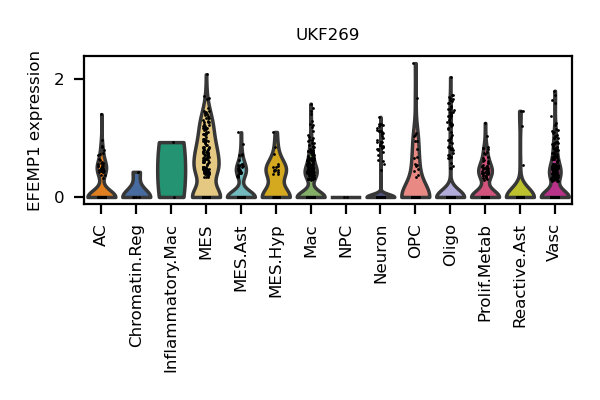 UKF269
EFEMP1 expression
2
0
AC
Chromatin.Reg
Inflammatory.Mac
MES
MES.Ast
MES.Hyp
Mac
NPC
Neuron
OPC
Oligo
Prolif.Metab
Reactive.Ast
Vasc